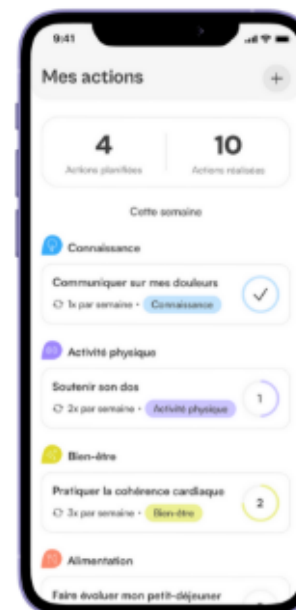 9:41
Mes actions
+
4
10
Actions planifiées
Actions réalisées
Cette semaine
Connaissance
Communiquer sur mes douleurs
1x par semaine • Connaissance
Activité physique
Soutenir son dos
2x par semaine • Activité physique
1
Bien-être
Pratiquer la cohérence cardiaque
3x par semaine • Bien-être
2
Alimentation
Faire évoluer mon petit-déjeuner